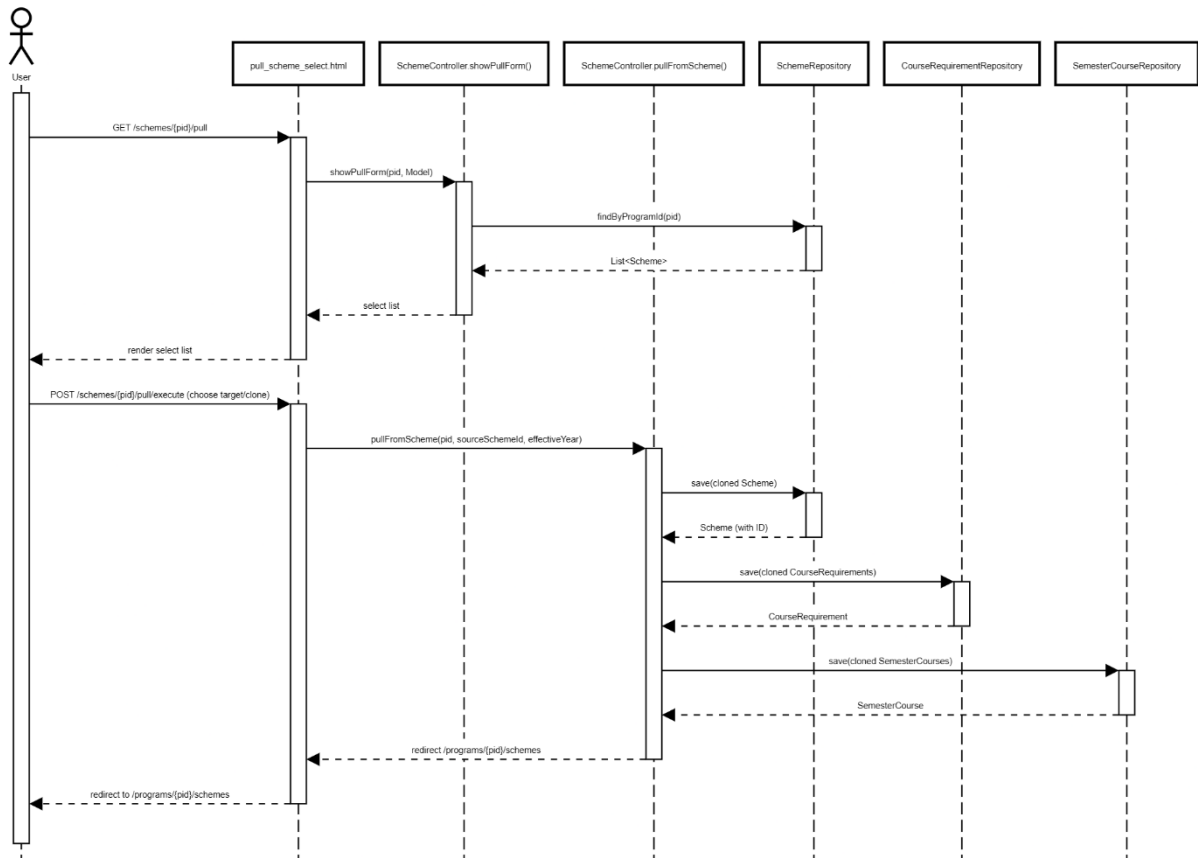 User
pull_scheme_select.html
SchemeController.showPullForm()
SchemeController.pullFromScheme()
SchemeRepository
CourseRequirementRepository
SemesterCourseRepository
GET /schemes/{pid}/pull
showPullForm(pid, Model)
findByProgramId(pid)
List<Scheme>
select list
render select list
POST /schemes/{pid}/pull/execute (choose target/clone)
pullFromScheme(pid, sourceSchemeId, effectiveYear)
save(cloned Scheme)
Scheme (with ID)
save(cloned CourseRequirements)
CourseRequirement
save(cloned SemesterCourses)
SemesterCourse
redirect /programs/{pid}/schemes
redirect to /programs/{pid}/schemes